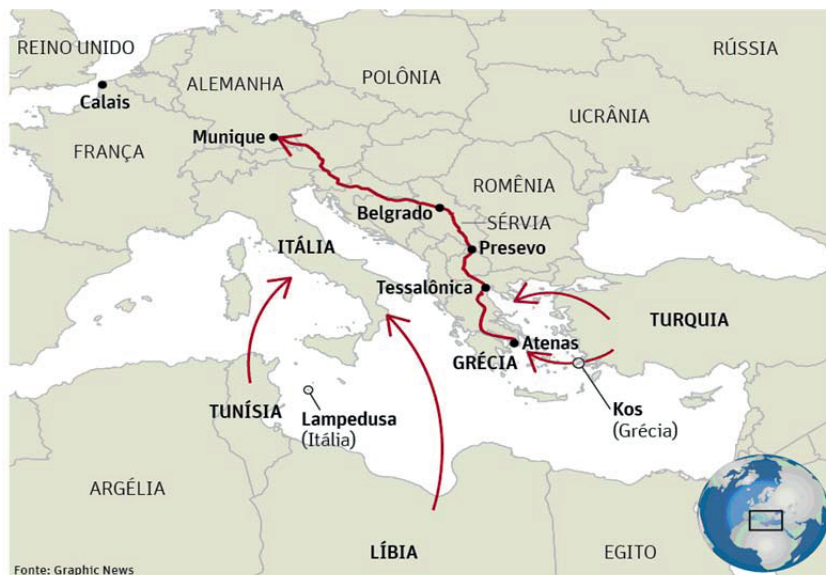 REINO UNIDO
Calais
ALEMANHA
POLÔNIA
RÚSSIA
UCRÂNIA
Munique
FRANÇA
ROMÊNIA
Belgrado
SÉRVIA
ITÁLIA
Presevo
Tessalônica
TURQUIA
Atenas
GRÉCIA
TUNÍSIA
Lampedusa
(Itália)
Kos
(Grécia)
ARGÉLIA
LÍBIA
EGITO
Fonte: Graphic News